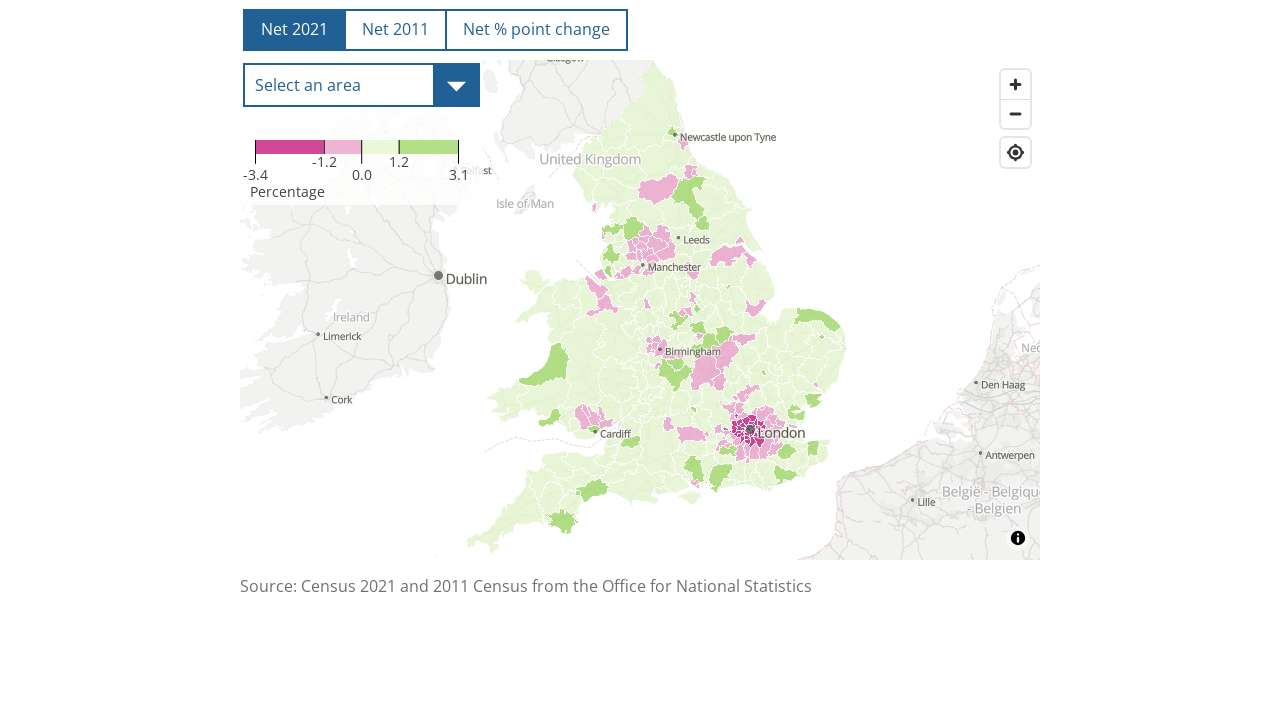 Net 2021
Net 2011
Net % point change
Select an area
-3.4
-1.2
0.0
1.2
3.1
Percentage
Newcastle upon Tyne
United Kingdom
Isle of Man
Leeds
Manchester
Dublin
Ireland
Limerick
Birmingham
Cork
Cardiff
London
Den Haag
Antwerpen
België - Belgique
- Belgien
Lille
Source: Census 2021 and 2011 Census from the Office for National Statistics